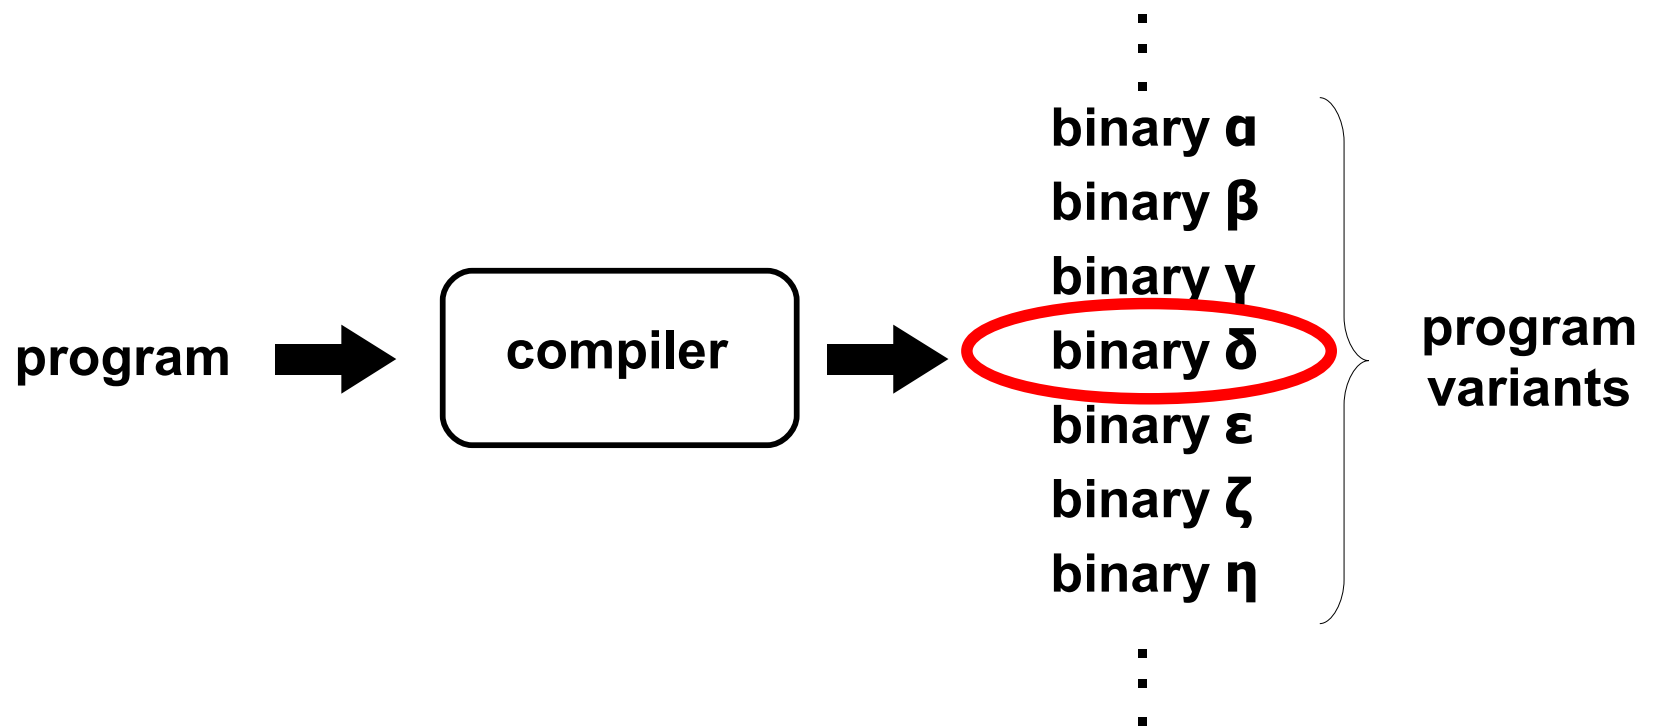 program
compiler
binary α
binary β
binary γ
binary δ
binary ε
binary ζ
binary η
program
variants